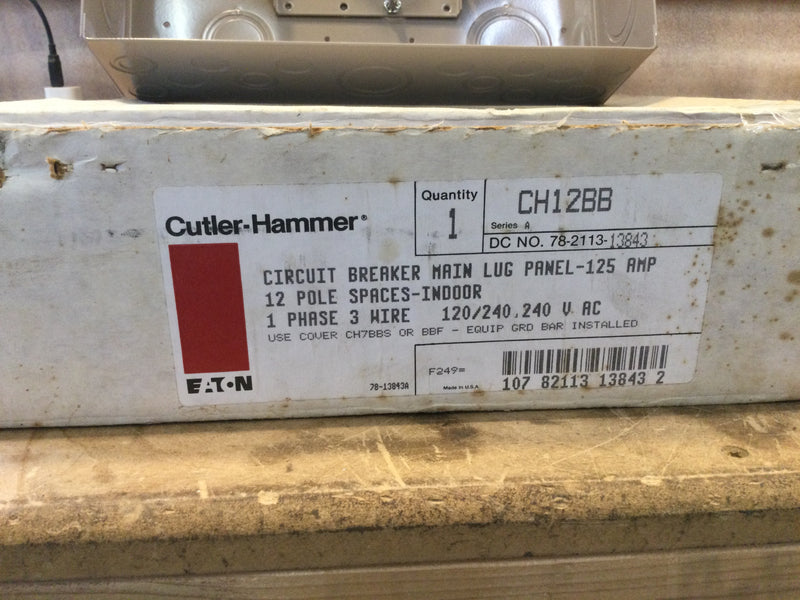 Cutler-Hammer®
Quantity
1
CH12BB
Series A
DC NO. 78-2113-13843
CIRCUIT BREAKER MAIN LUG PANEL-125 AMP
12 POLE SPACES-INDOOR
1 PHASE 3 WIRE 120/240,240 V AC
USE COVER CH7BBS OR BBF - EQUIP GRD BAR INSTALLED
EATON
78-13843A
F249=
Made in U.S.A.
107 82113 13843 2